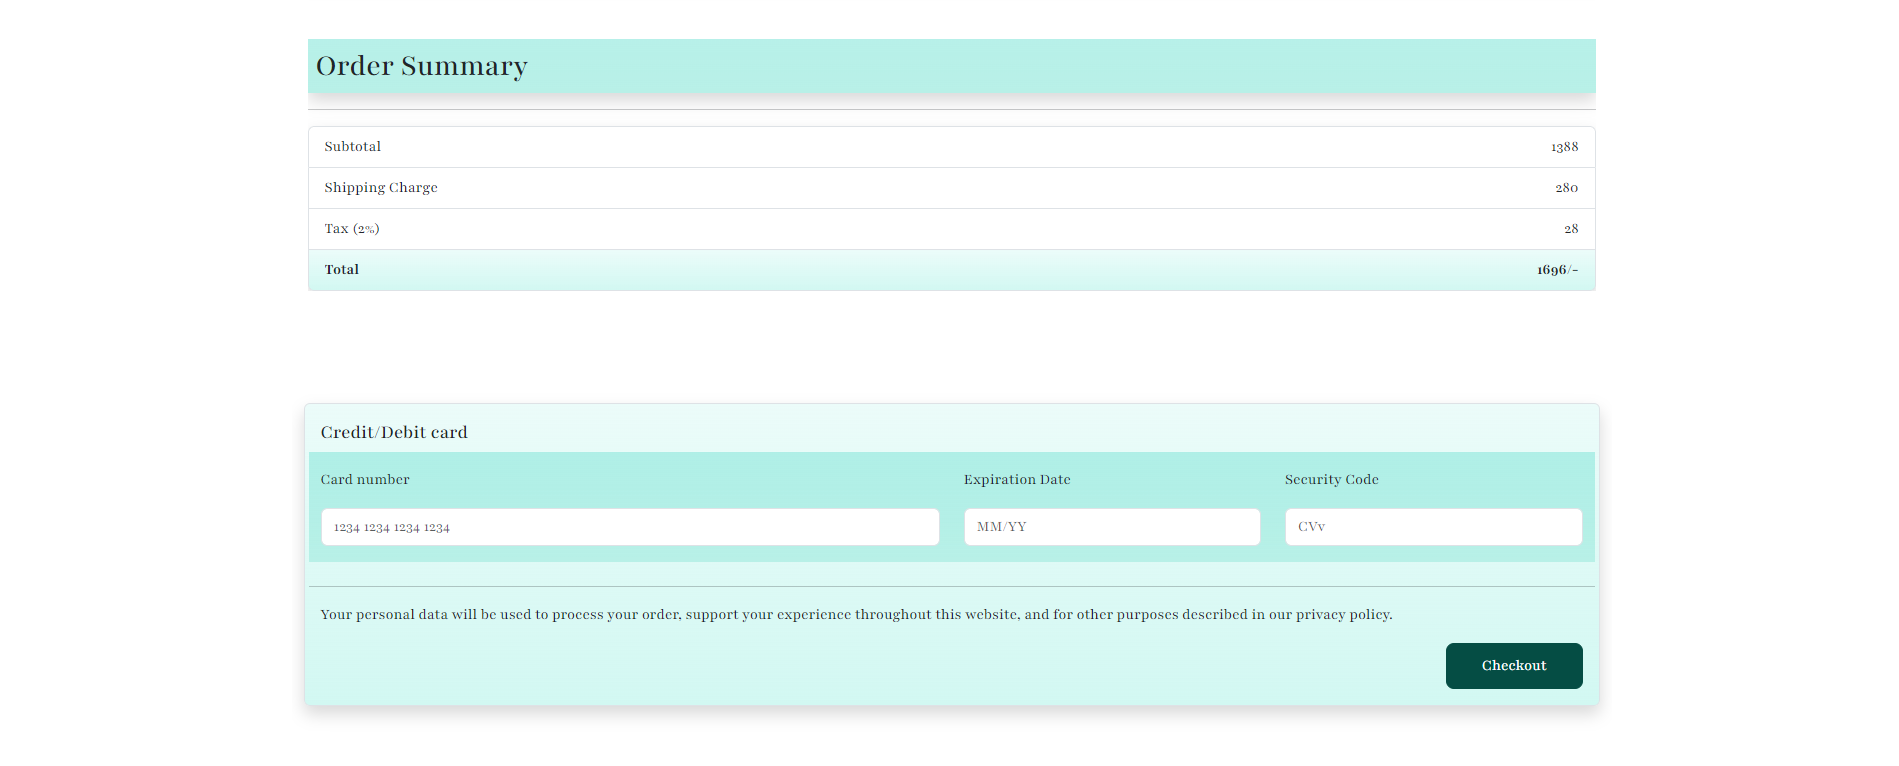 Order Summary
Subtotal 1388
Shipping Charge 280
Tax (2%) 28
Total 1696/-
Credit/Debit card
Card number Expiration Date Security Code
1234 1234 1234 1234 MM/YY CVv
Your personal data will be used to process your order, support your experience throughout this website, and for other purposes described in our privacy policy.
Checkout